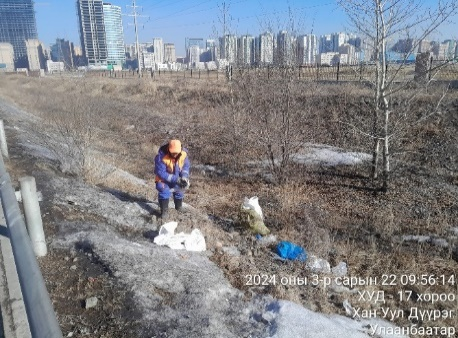 2024 оны 3-р сарын 22 09:56:14
ХУД - 17 хороо
Хан-Уул Дүүрэг
Улаанбаатар